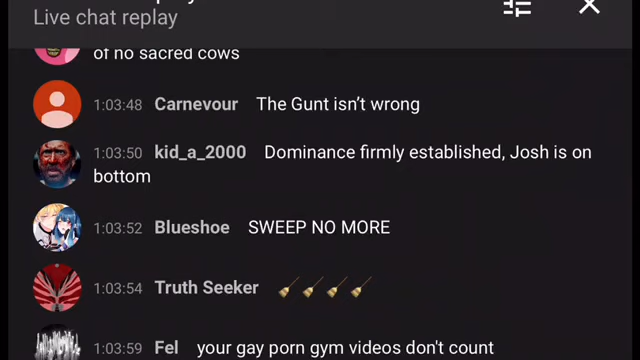 Live chat replay
of no sacred cows
1:03:48 Carnevour The Gunt isn’t wrong
1:03:50 kid_a_2000 Dominance firmly established, Josh is on
bottom
1:03:52 Blueshoe SWEEP NO MORE
1:03:54 Truth Seeker 🧹🧹🧹🧹
1:03:59 Fel your gay porn gym videos don't count